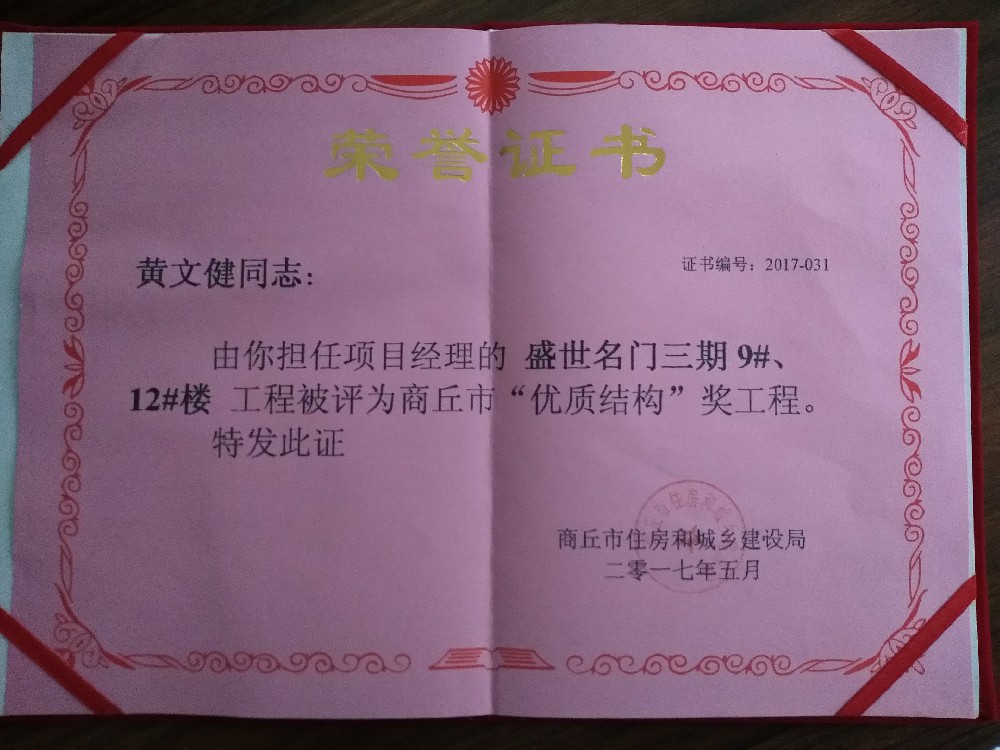 荣誉证书
黄文健同志：
证书编号：2017-031
由你担任项目经理的 盛世名门三期 9#、
12#楼 工程被评为商丘市“优质结构”奖工程。
特发此证
商丘市住房和城乡建设局
二零一七年五月